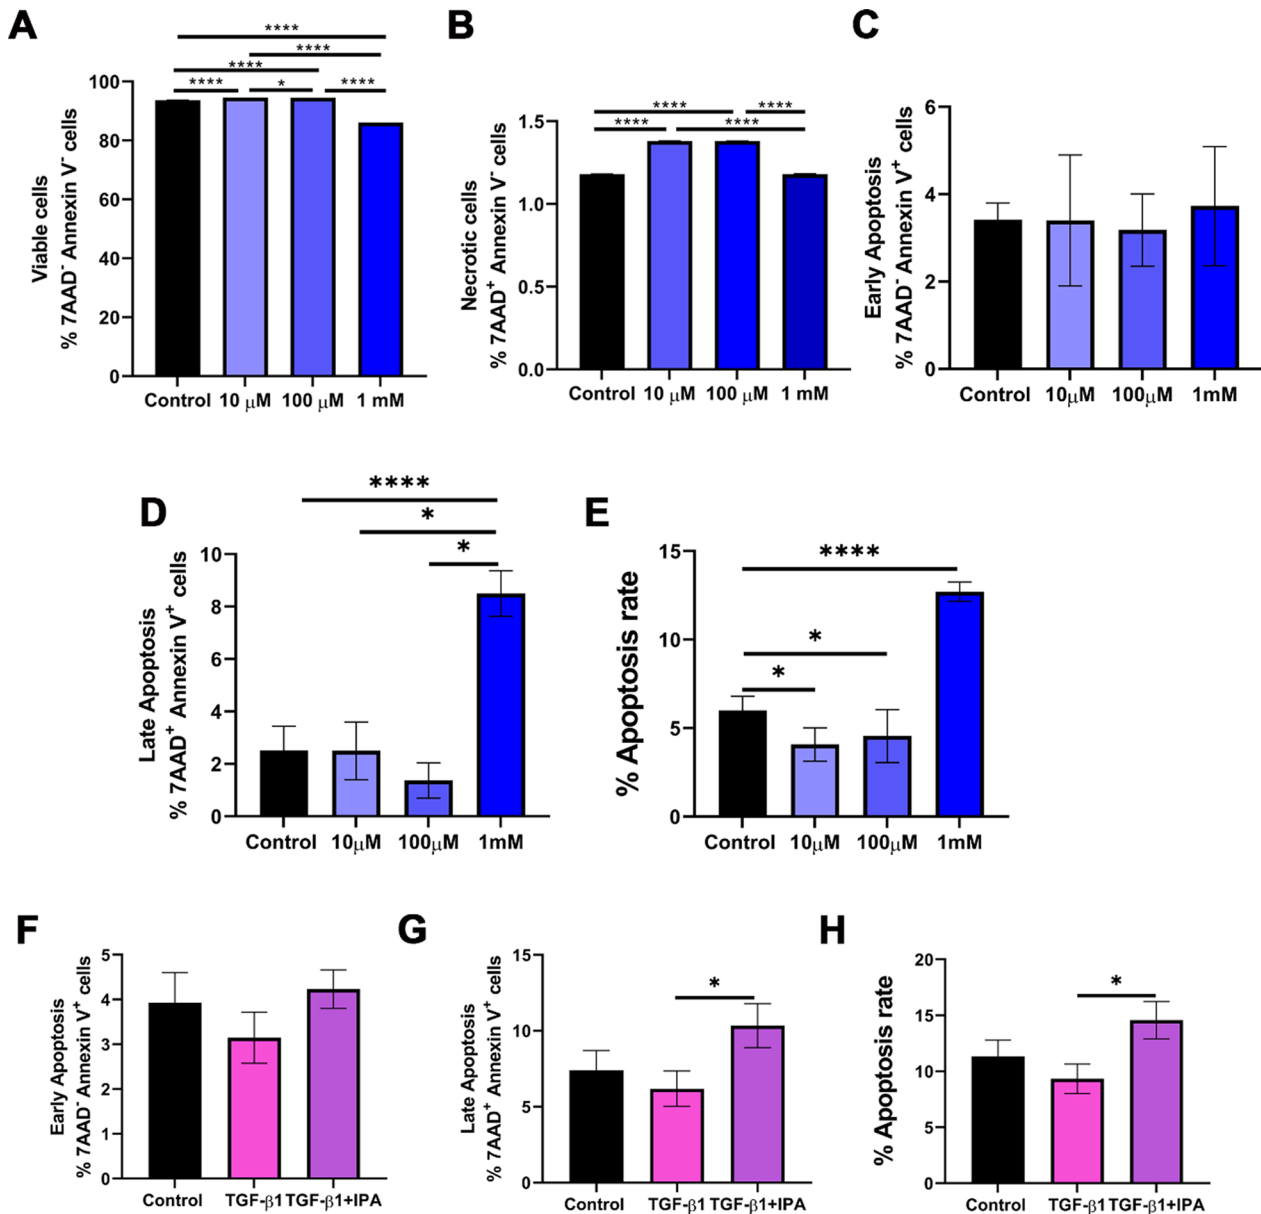 A
Viable cells
% 7AAD⁻ Annexin V⁻ cells
****
****
****
****
*
****
100
80
60
40
20
0
Control 10 μM 100 μM 1 mM
B
Necrotic cells
% 7AAD⁺ Annexin V⁻ cells
**** ****
**** ****
1.5
1.0
0.5
0.0
Control 10 μM 100 μM 1 mM
C
Early Apoptosis
% 7AAD⁻ Annexin V⁺ cells
6
4
2
0
Control 10μM 100μM 1mM
D
Late Apoptosis
% 7AAD⁺ Annexin V⁺ cells
****
*
*
10
8
6
4
2
0
Control 10μM 100μM 1mM
E
% Apoptosis rate
****
*
*
15
10
5
0
Control 10μM 100μM 1mM
F
Early Apoptosis
% 7AAD⁻ Annexin V⁺ cells
5
4
3
2
1
0
Control TGF-β1 TGF-β1+IPA
G
Late Apoptosis
% 7AAD⁺ Annexin V⁺ cells
*
15
10
5
0
Control TGF-β1 TGF-β1+IPA
H
% Apoptosis rate
*
20
15
10
5
0
Control TGF-β1 TGF-β1+IPA